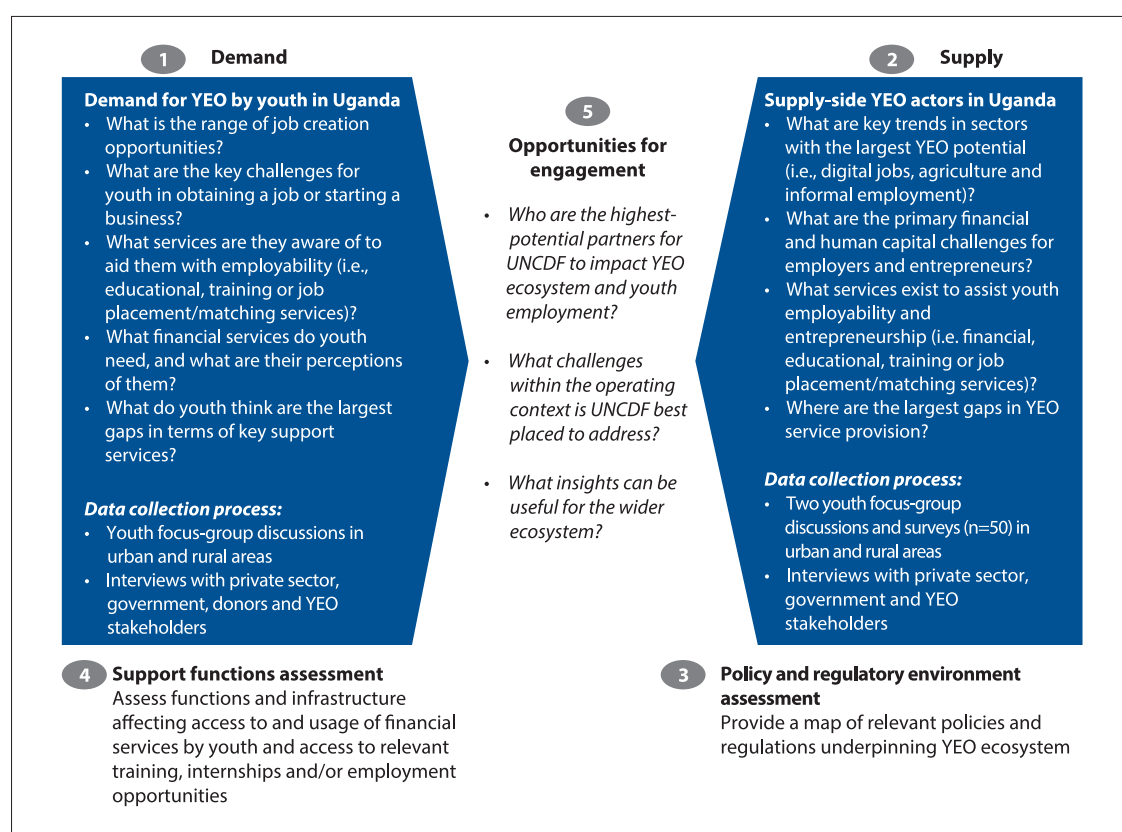 1 Demand
Demand for YEO by youth in Uganda
• What is the range of job creation
opportunities?
• What are the key challenges for
youth in obtaining a job or starting a
business?
• What services are they aware of to
aid them with employability (i.e.,
educational, training or job
placement/matching services)?
• What financial services do youth
need, and what are their perceptions
of them?
• What do youth think are the largest
gaps in terms of key support
services?
Data collection process:
• Youth focus-group discussions in
urban and rural areas
• Interviews with private sector,
government, donors and YEO
stakeholders
5
Opportunities for
engagement
• Who are the highest-
potential partners for
UNCDF to impact YEO
ecosystem and youth
employment?
• What challenges
within the operating
context is UNCDF best
placed to address?
• What insights can be
useful for the wider
ecosystem?
2 Supply
Supply-side YEO actors in Uganda
• What are key trends in sectors
with the largest YEO potential
(i.e., digital jobs, agriculture and
informal employment)?
• What are the primary financial
and human capital challenges for
employers and entrepreneurs?
• What services exist to assist youth
employability and
entrepreneurship (i.e. financial,
educational, training or job
placement/matching services)?
• Where are the largest gaps in YEO
service provision?
Data collection process:
• Two youth focus-group
discussions and surveys (n=50) in
urban and rural areas
• Interviews with private sector,
government and YEO
stakeholders
4 Support functions assessment
Assess functions and infrastructure
affecting access to and usage of financial
services by youth and access to relevant
training, internships and/or employment
opportunities
3 Policy and regulatory environment
assessment
Provide a map of relevant policies and
regulations underpinning YEO ecosystem